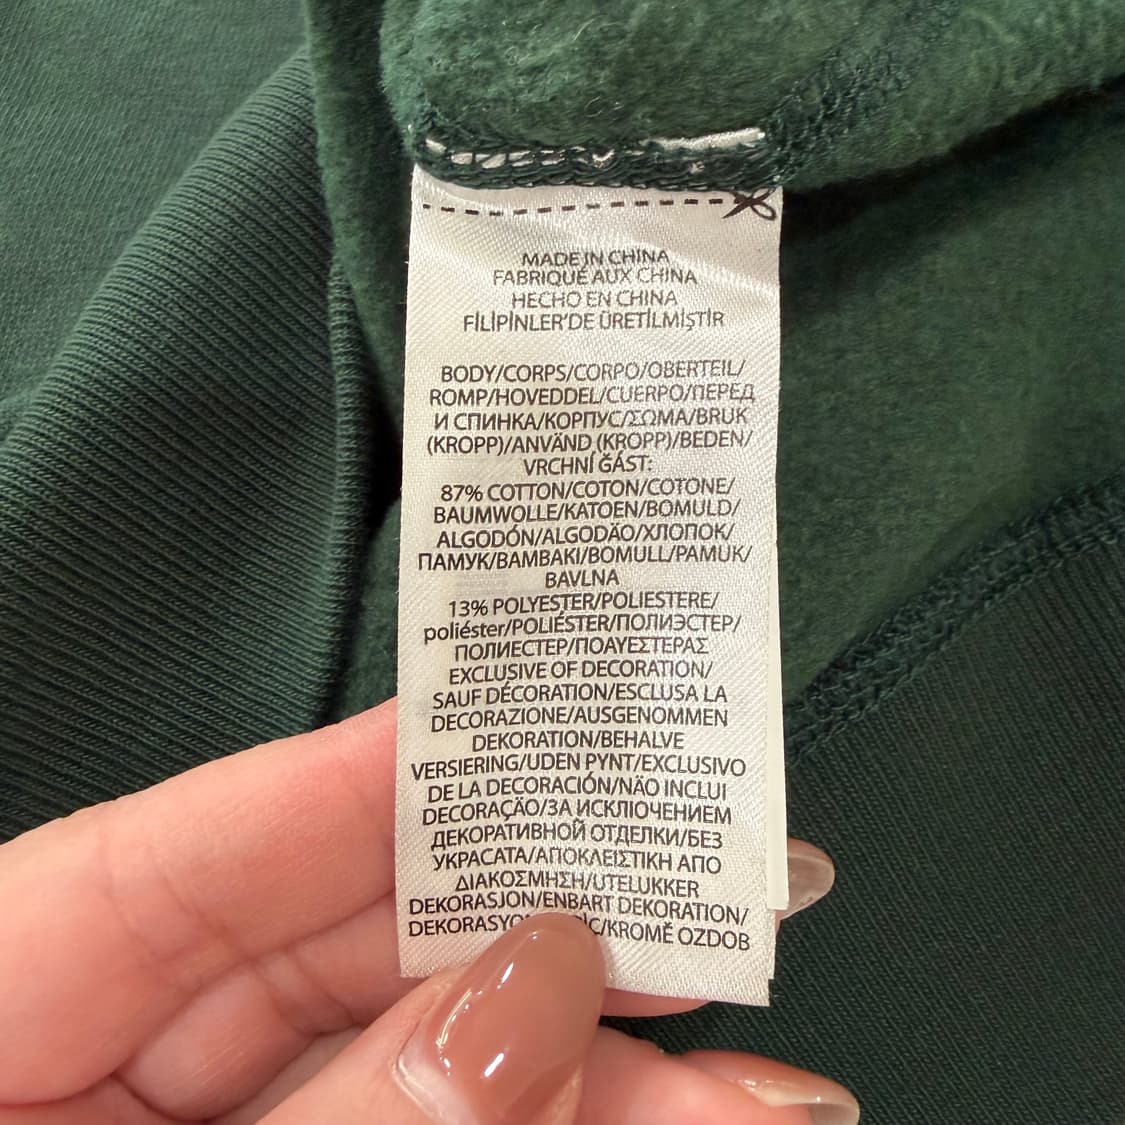 MADE IN CHINA
FABRIQUÉ AUX CHINA
HECHO EN CHINA
FİLİPİNLER'DE ÜRETİLMİŞTİR
BODY/CORPS/CORPO/OBERTEIL/
ROMP/HOVEDDEL/CUERPO/ПЕРЕД
И СПИНКА/КОРПУС/ΣΩΜΑ/BRUK
(KROPP)/ANVÄND (KROPP)/BEDEN/
VRCHNÍ ĞÁST:
87% COTTON/COTON/COTONE/
BAUMWOLLE/KATOEN/BOMULD/
ALGODÓN/ALGODÄO/ХЛОПОК/
ПАМУК/BAMBAKI/BOMULL/PAMUK/
BAVLNA
13% POLYESTER/POLIESTERE/
poliéster/POLIÉSTER/ПОЛИЭСТЕР/
ПОЛИЕСТЕР/ΠΟΛΥΕΣΤΕΡΑΣ
EXCLUSIVE OF DECORATION/
SAUF DÉCORATION/ESCLUSA LA
DECORAZIONE/AUSGENOMMEN
DEKORATION/BEHALVE
VERSIERING/UDEN PYNT/EXCLUSIVO
DE LA DECORACIÓN/NÄO INCLUI
DECORAÇÄO/ЗА ИСКЛЮЧЕНИЕМ
ДЕКОРАТИВНОЙ ОТДЕЛКИ/БЕЗ
УКРАСАТА/ΑΠΟΚΛΕΙΣΤΙΚΗ ΑΠΟ
ΔΙΑΚΟΣΜΗΣΗ/UTELUKKER
DEKORASJON/ENBART DEKORATION/
KROMĚ OZDOB